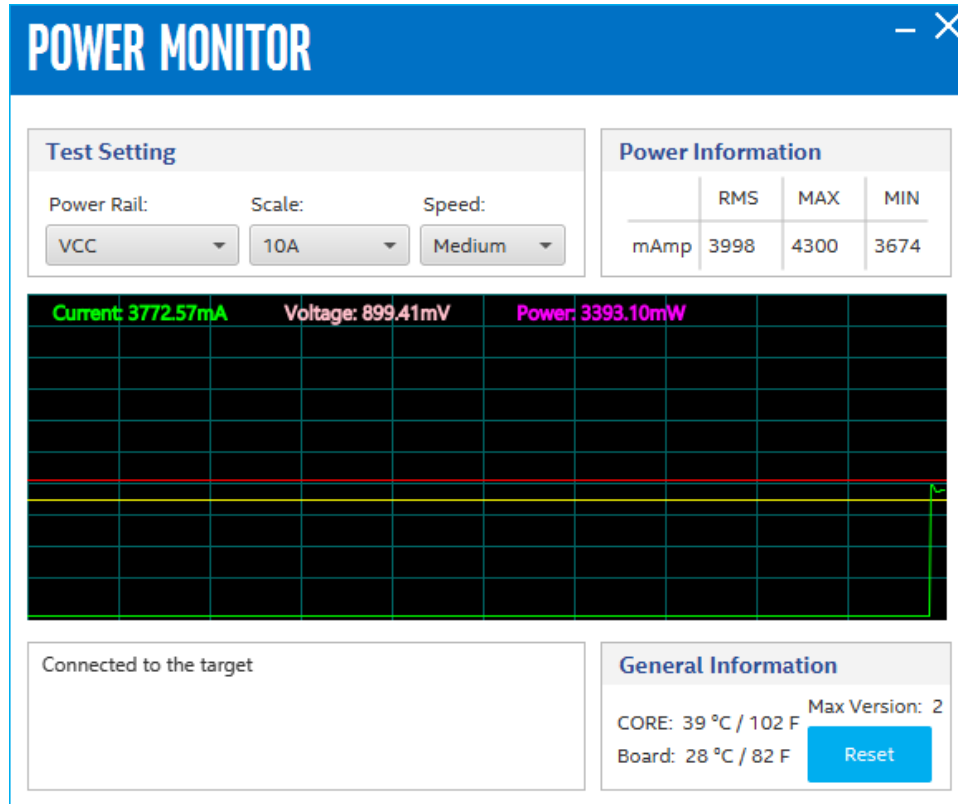 POWER MONITOR
Test Setting
Power Rail: Scale: Speed:
VCC 10A Medium
Power Information
RMS MAX MIN
mAmp 3998 4300 3674
Current: 3772.57mA Voltage: 899.41mV Power: 3393.10mW
Connected to the target
General Information
Max Version: 2
CORE: 39 °C / 102 F
Board: 28 °C / 82 F
Reset